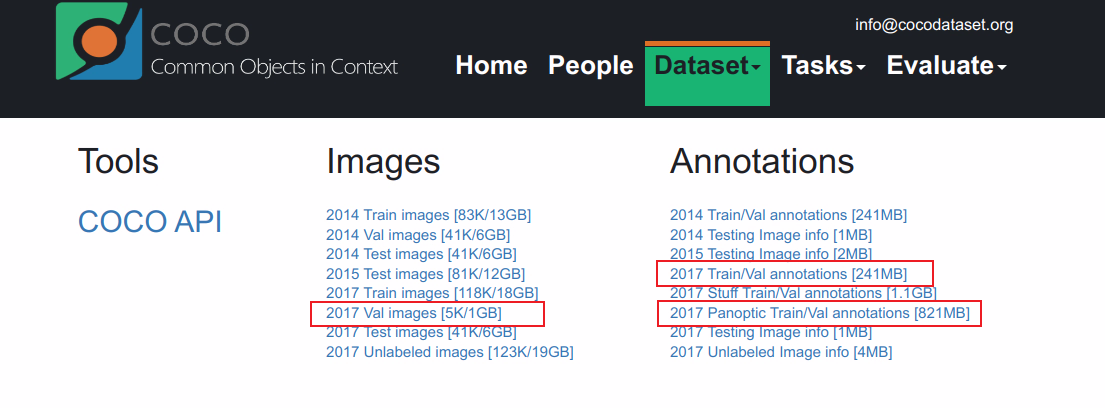 info@cocodataset.org
COCO
Common Objects in Context
Home People Dataset Tasks Evaluate
Tools
COCO API
Images
2014 Train images [83K/13GB]
2014 Val images [41K/6GB]
2014 Test images [41K/6GB]
2015 Test images [81K/12GB]
2017 Train images [118K/18GB]
2017 Val images [5K/1GB]
2017 Test images [41K/6GB]
2017 Unlabeled images [123K/19GB]
Annotations
2014 Train/Val annotations [241MB]
2014 Testing Image info [1MB]
2015 Testing Image info [2MB]
2017 Train/Val annotations [241MB]
2017 Stuff Train/Val annotations [1.1GB]
2017 Panoptic Train/Val annotations [821MB]
2017 Testing Image info [1MB]
2017 Unlabeled Image info [4MB]